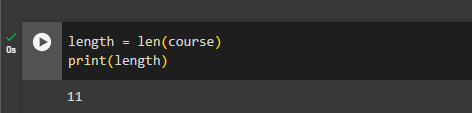 length = len(course)
0s
print(length)
11